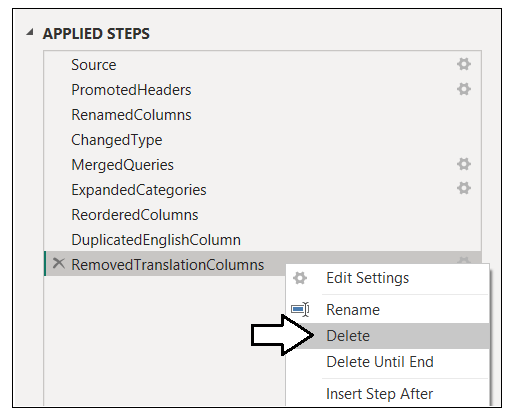 APPLIED STEPS
Source
PromotedHeaders
RenamedColumns
ChangedType
MergedQueries
ExpandedCategories
ReorderedColumns
DuplicatedEnglishColumn
RemovedTranslationColumns
Edit Settings
Rename
Delete
Delete Until End
Insert Step After